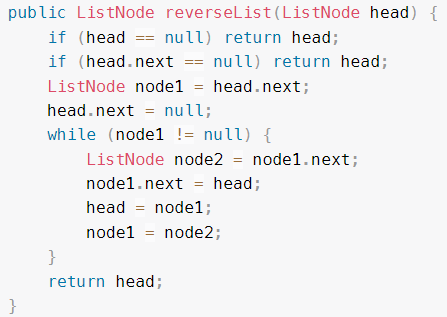 public ListNode reverseList(ListNode head) {
    if (head == null) return head;
    if (head.next == null) return head;
    ListNode node1 = head.next;
    head.next = null;
    while (node1 != null) {
        ListNode node2 = node1.next;
        node1.next = head;
        head = node1;
        node1 = node2;
    }
    return head;
}